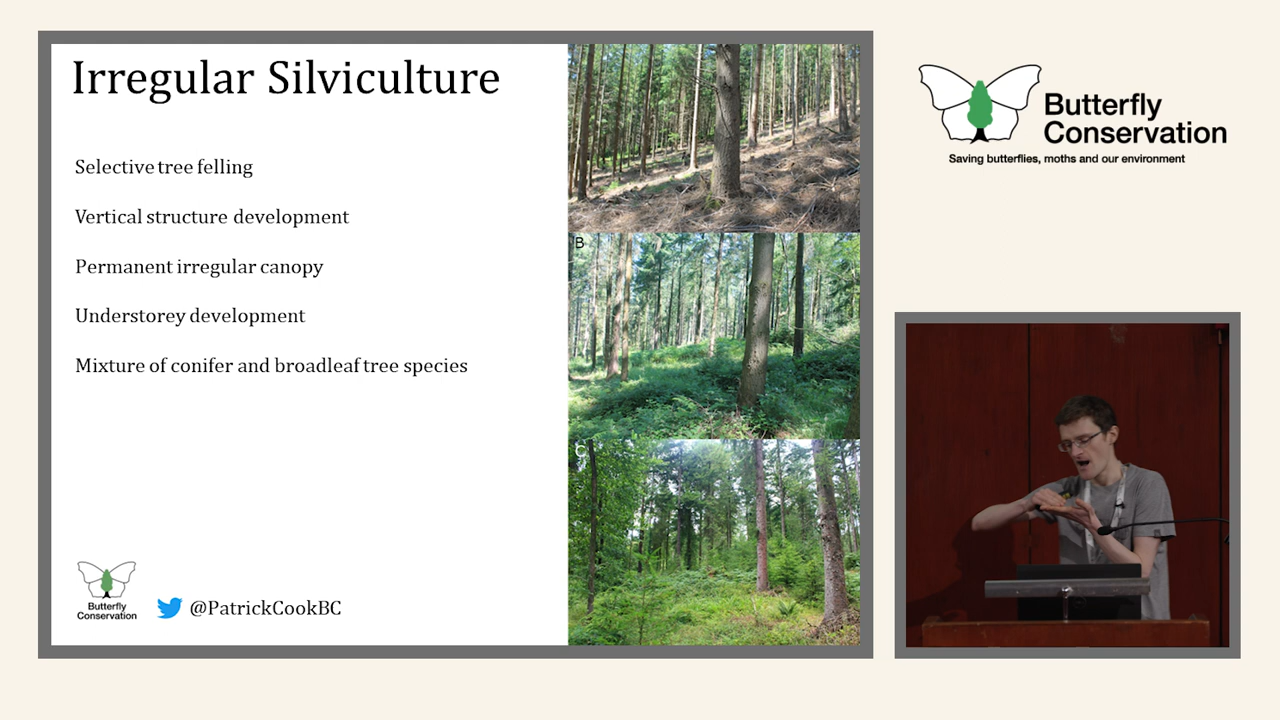 Irregular Silviculture
Selective tree felling
Vertical structure development
Permanent irregular canopy
Understorey development
Mixture of conifer and broadleaf tree species
B
C
Butterfly
Conservation
@PatrickCookBC
Butterfly
Conservation
Saving butterflies, moths and our environment